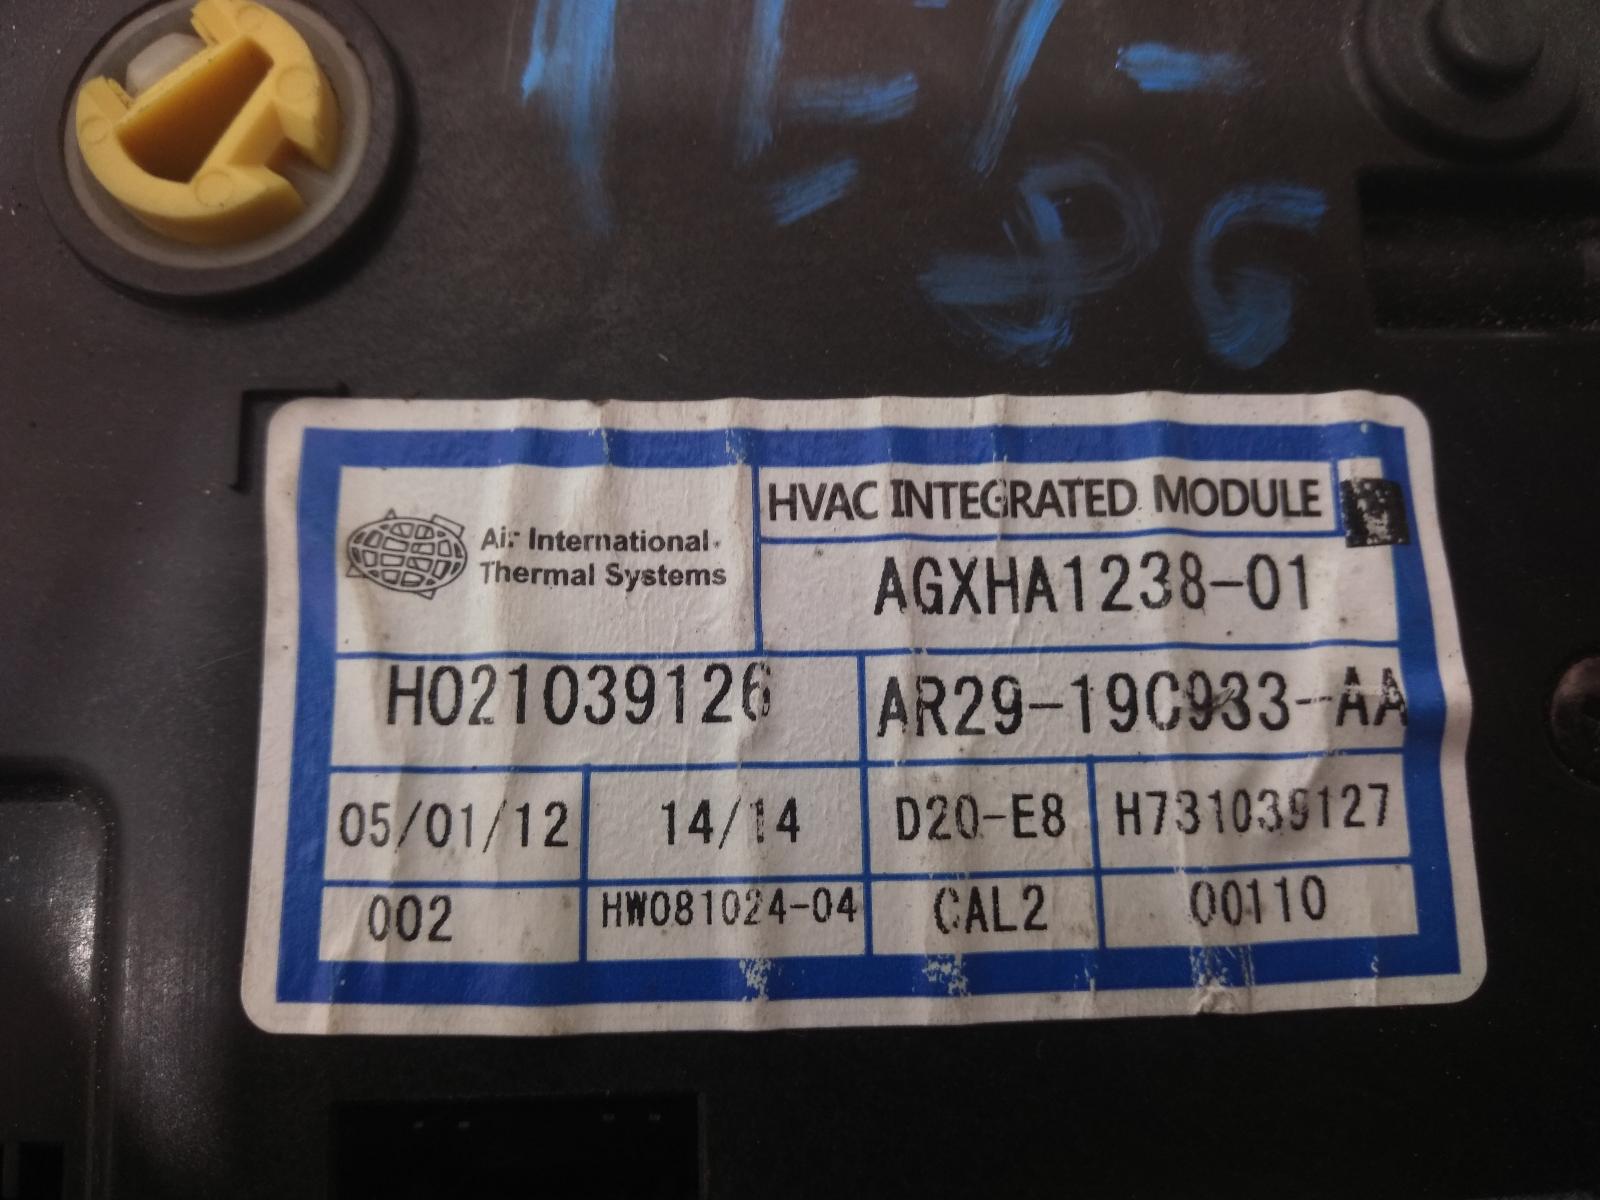 HVAC INTEGRATED MODULE
Air International
Thermal Systems
AGXHA1238-01
H021039126
AR29-19C933-AA
05/01/12
14/14
D20-E8
H731039127
002
HW081024-04
CAL2
00110